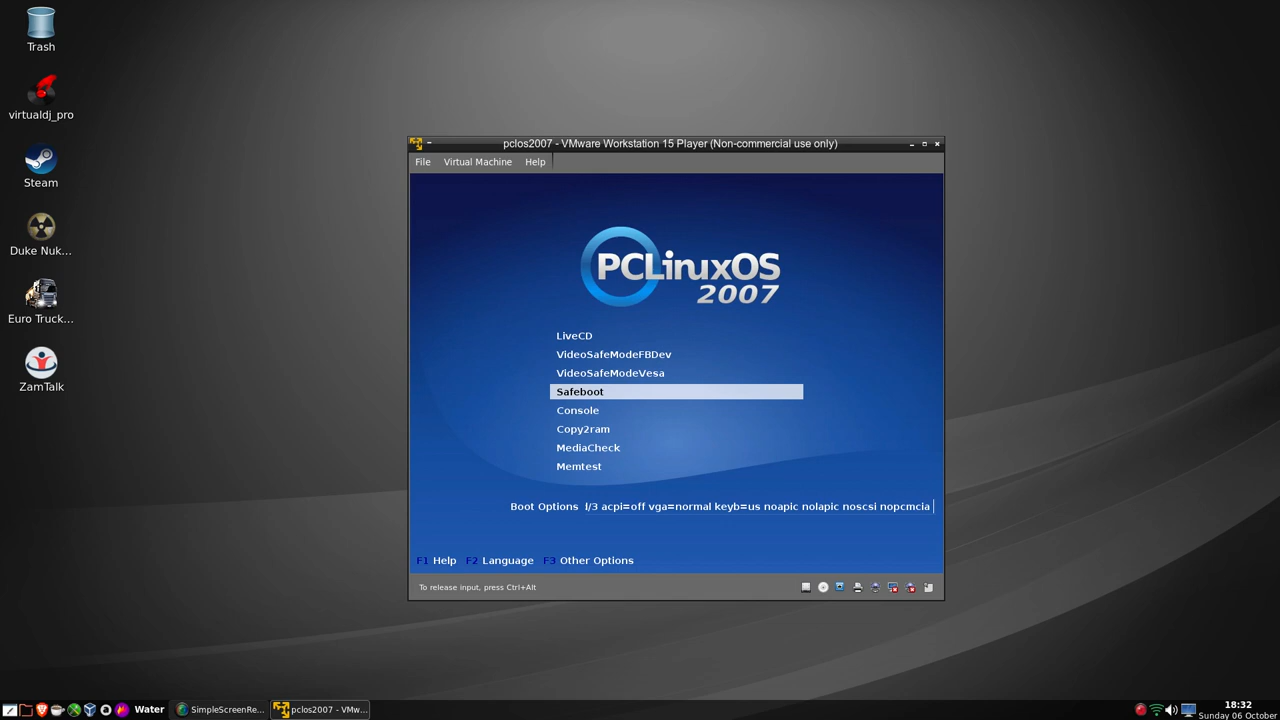 Trash
virtualdj_pro
Steam
Duke Nuk...
Euro Truck...
ZamTalk
pclos2007 - VMware Workstation 15 Player (Non-commercial use only)
File Virtual Machine Help
PCLinuxOS
2007
LiveCD
VideoSafeModeFBDev
VideoSafeModeVesa
Safeboot
Console
Copy2ram
MediaCheck
Memtest
Boot Options l/3 acpi=off vga=normal keyb=us noapic nolapic noscsi nopcmcia
F1 Help F2 Language F3 Other Options
To release input, press Ctrl+Alt
Water SimpleScreenRe... pclos2007 - VMw... 18:32
Sunday 06 October